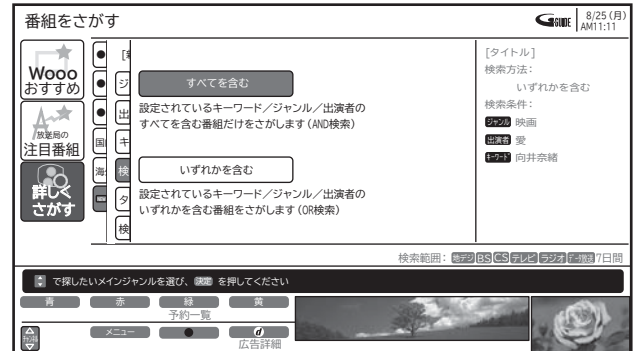 番組をさがす
GGUIDE
8/25(月)
AM11:11
Wooo
おすすめ
放送局の
注目番組
詳しく
さがす
すべてを含む
設定されているキーワード／ジャンル／出演者の
すべてを含む番組だけをさがします(AND検索)
いずれかを含む
設定されているキーワード／ジャンル／出演者の
いずれかを含む番組をさがします(OR検索)
[タイトル]
検索方法：
いずれかを含む
検索条件：
ジャンル 映画
出演者 愛
キーワード 向井奈緒
検索範囲： 地デジ BS CS テレビ ラジオ データ放送 7日間
で探したいメインジャンルを選び、 決定 を押してください
青 赤 緑 黄
予約一覧
チャンネル メニュー d
広告詳細